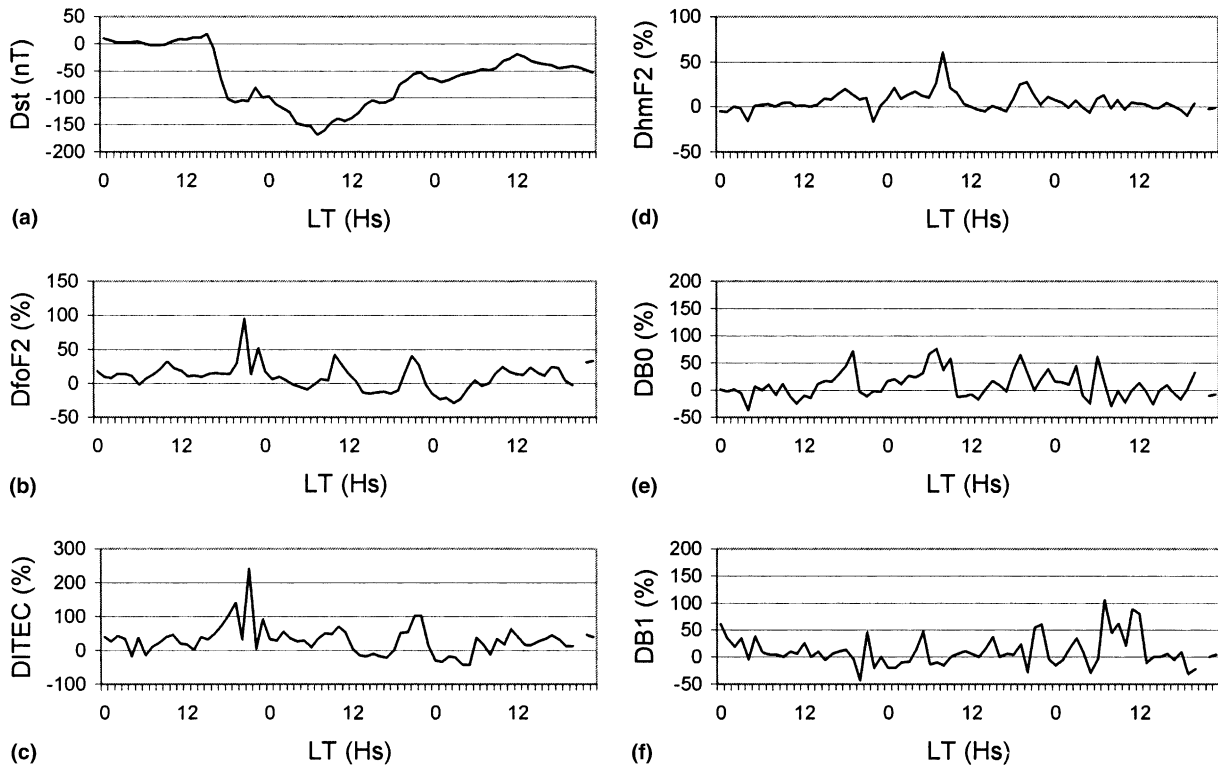 Dst (nT)
50
0
-50
-100
-150
-200
0 12 0 12 0 12
LT (Hs)
(a)
DfoF2 (%)
150
100
50
0
-50
0 12 0 12 0 12
LT (Hs)
(b)
DITEC (%)
300
200
100
0
-100
0 12 0 12 0 12
LT (Hs)
(c)
DhmF2 (%)
100
50
0
-50
0 12 0 12 0 12
LT (Hs)
(d)
DB0 (%)
200
150
100
50
0
-50
0 12 0 12 0 12
LT (Hs)
(e)
DB1 (%)
200
150
100
50
0
-50
0 12 0 12 0 12
LT (Hs)
(f)